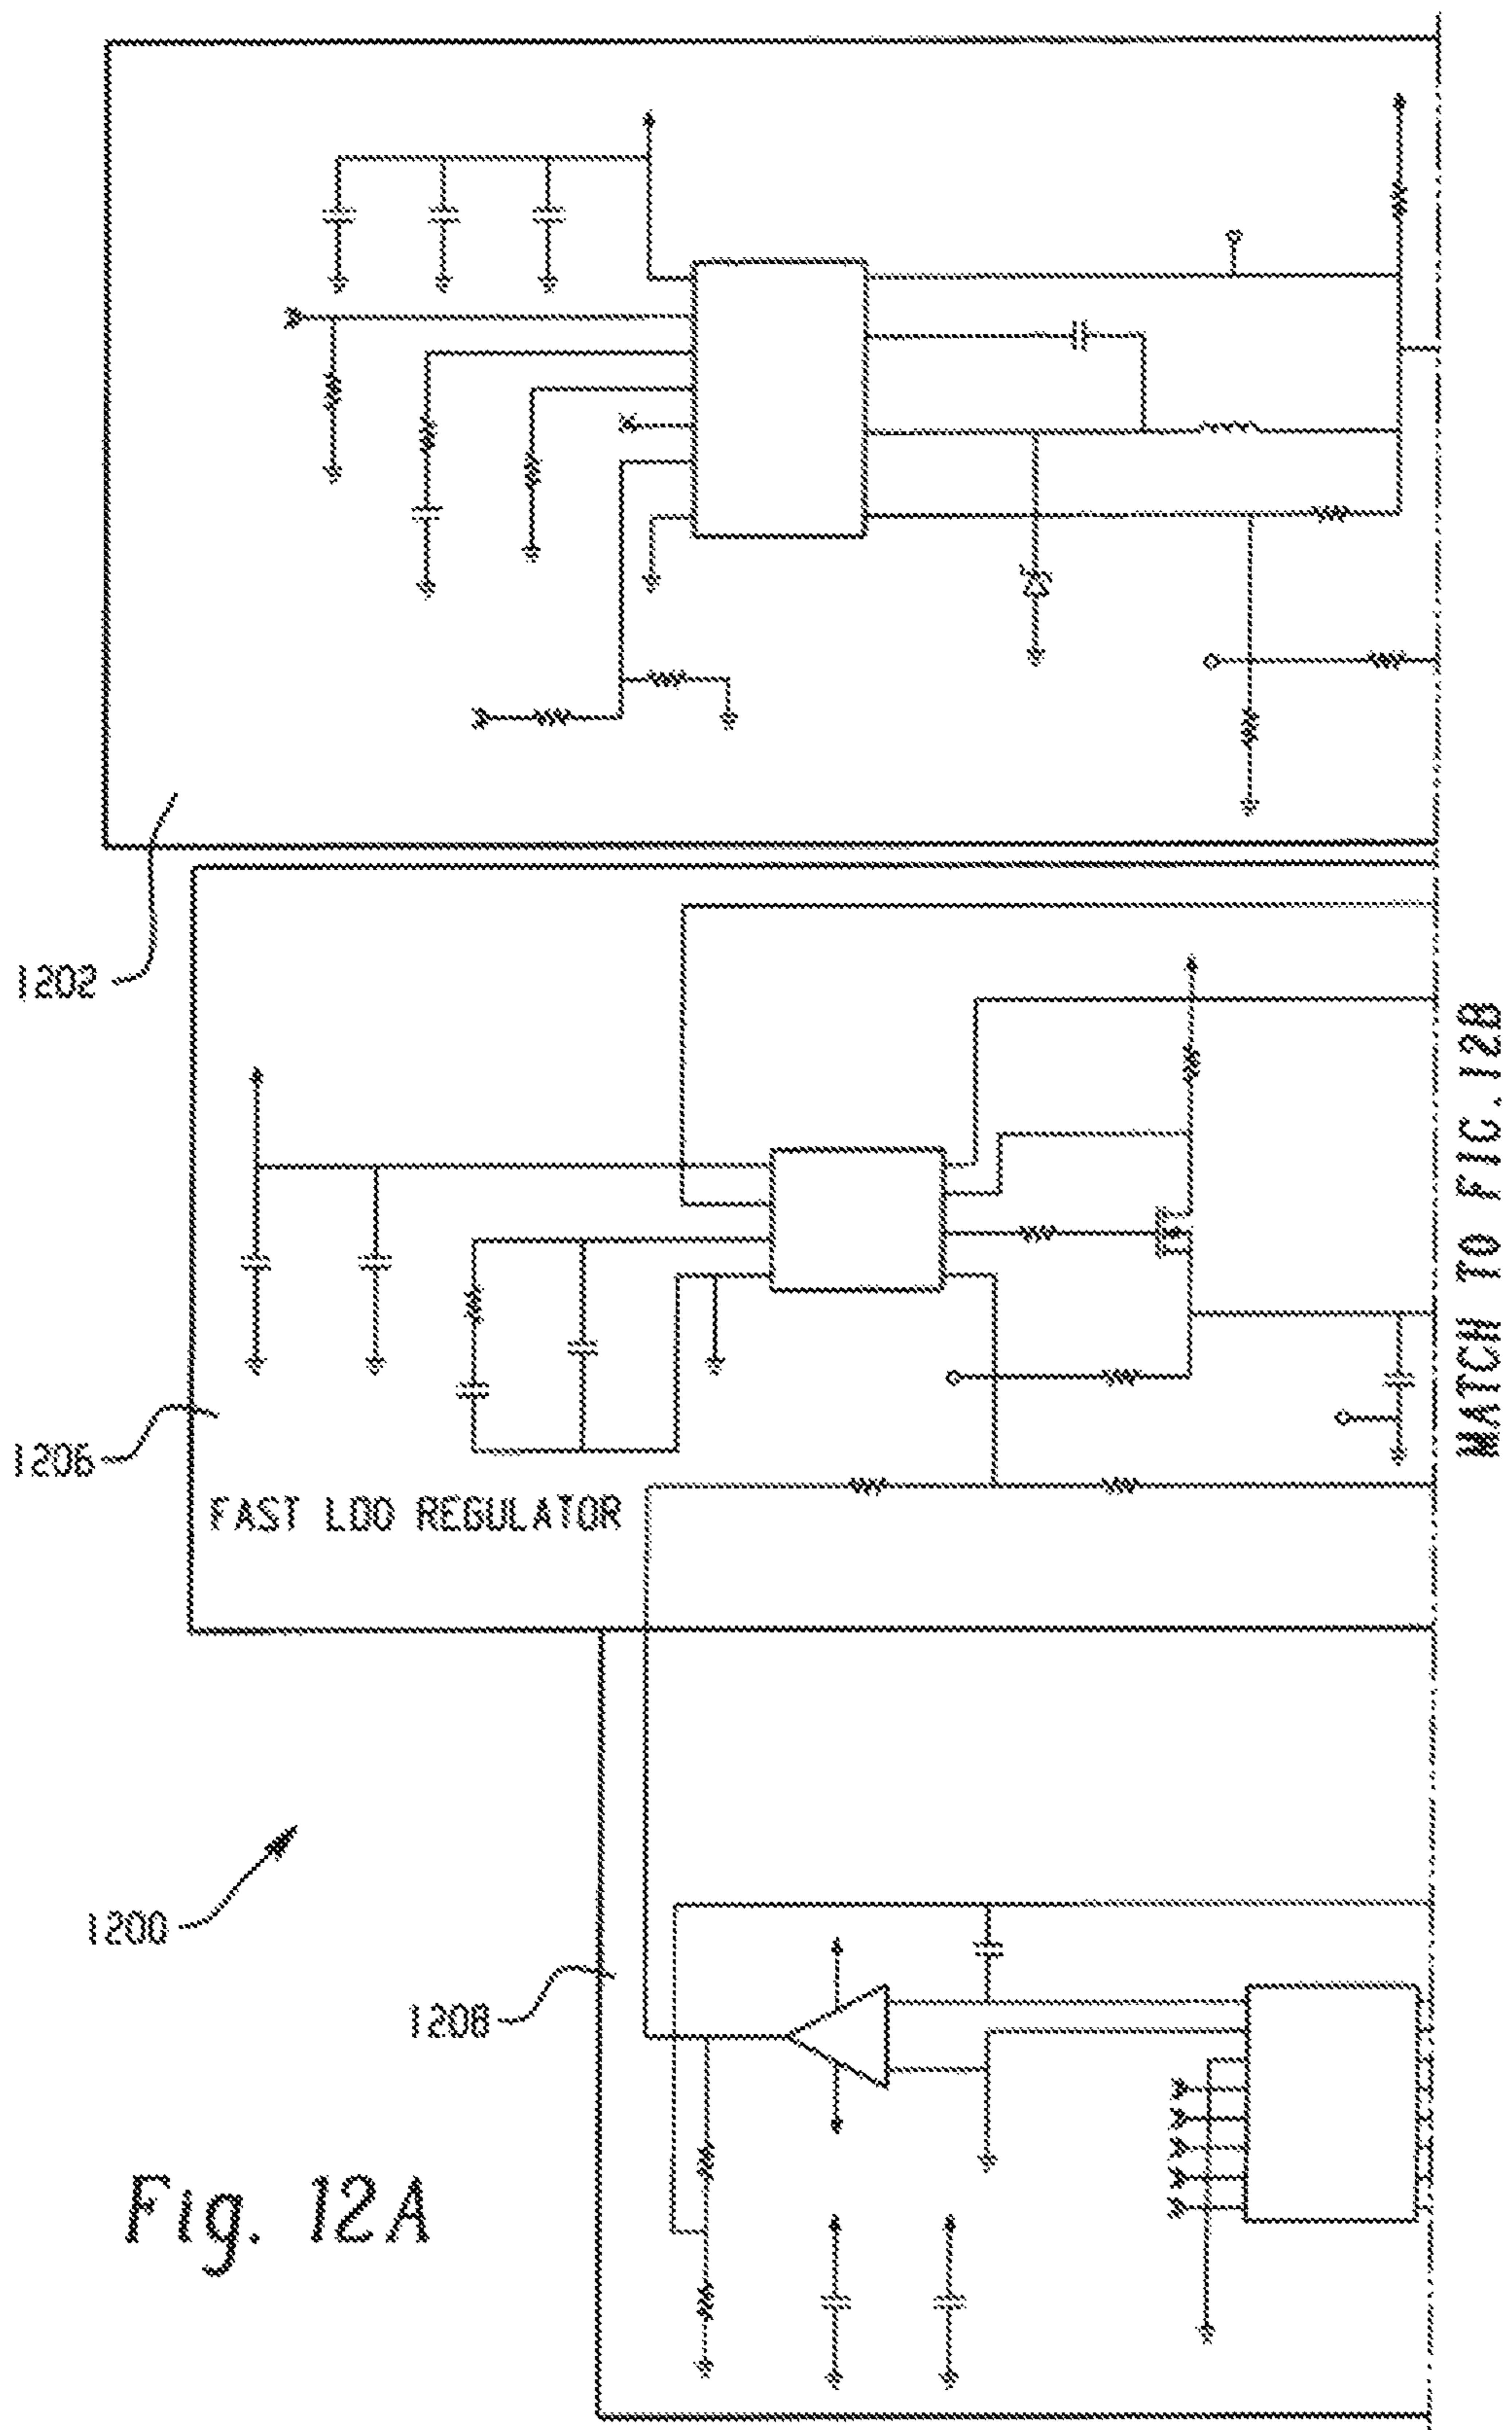 1202
MATCH TO FIG.12B
1206
FAST LDO REGULATOR
1200
1208
Fig. 12A